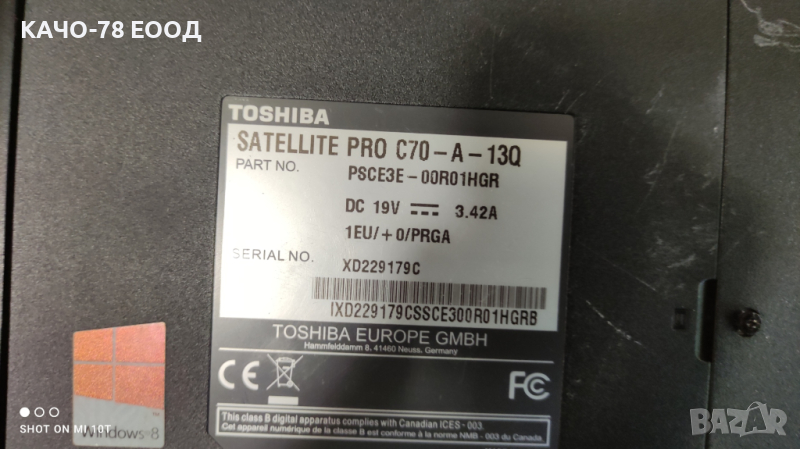 КАЧО-78 ЕООД
TOSHIBA
SATELLITE PRO C70-A-13Q
PART NO. PSCE3E-00R01HGR
DC 19V 3.42A
1EU/+0/PRGA
SERIAL NO. XD229179C
IXD229179CSSCE300R01HGRB
TOSHIBA EUROPE GMBH
Hammfelddamm 8, 41460 Neuss, Germany
CE
FC
This class B digital apparatus complies with Canadian ICES - 003.
Cet appareil numérique de la classe B est conforme à la norme NMB - 003 du Canada.
Windows 8
SHOT ON MI 10T
BAZAR